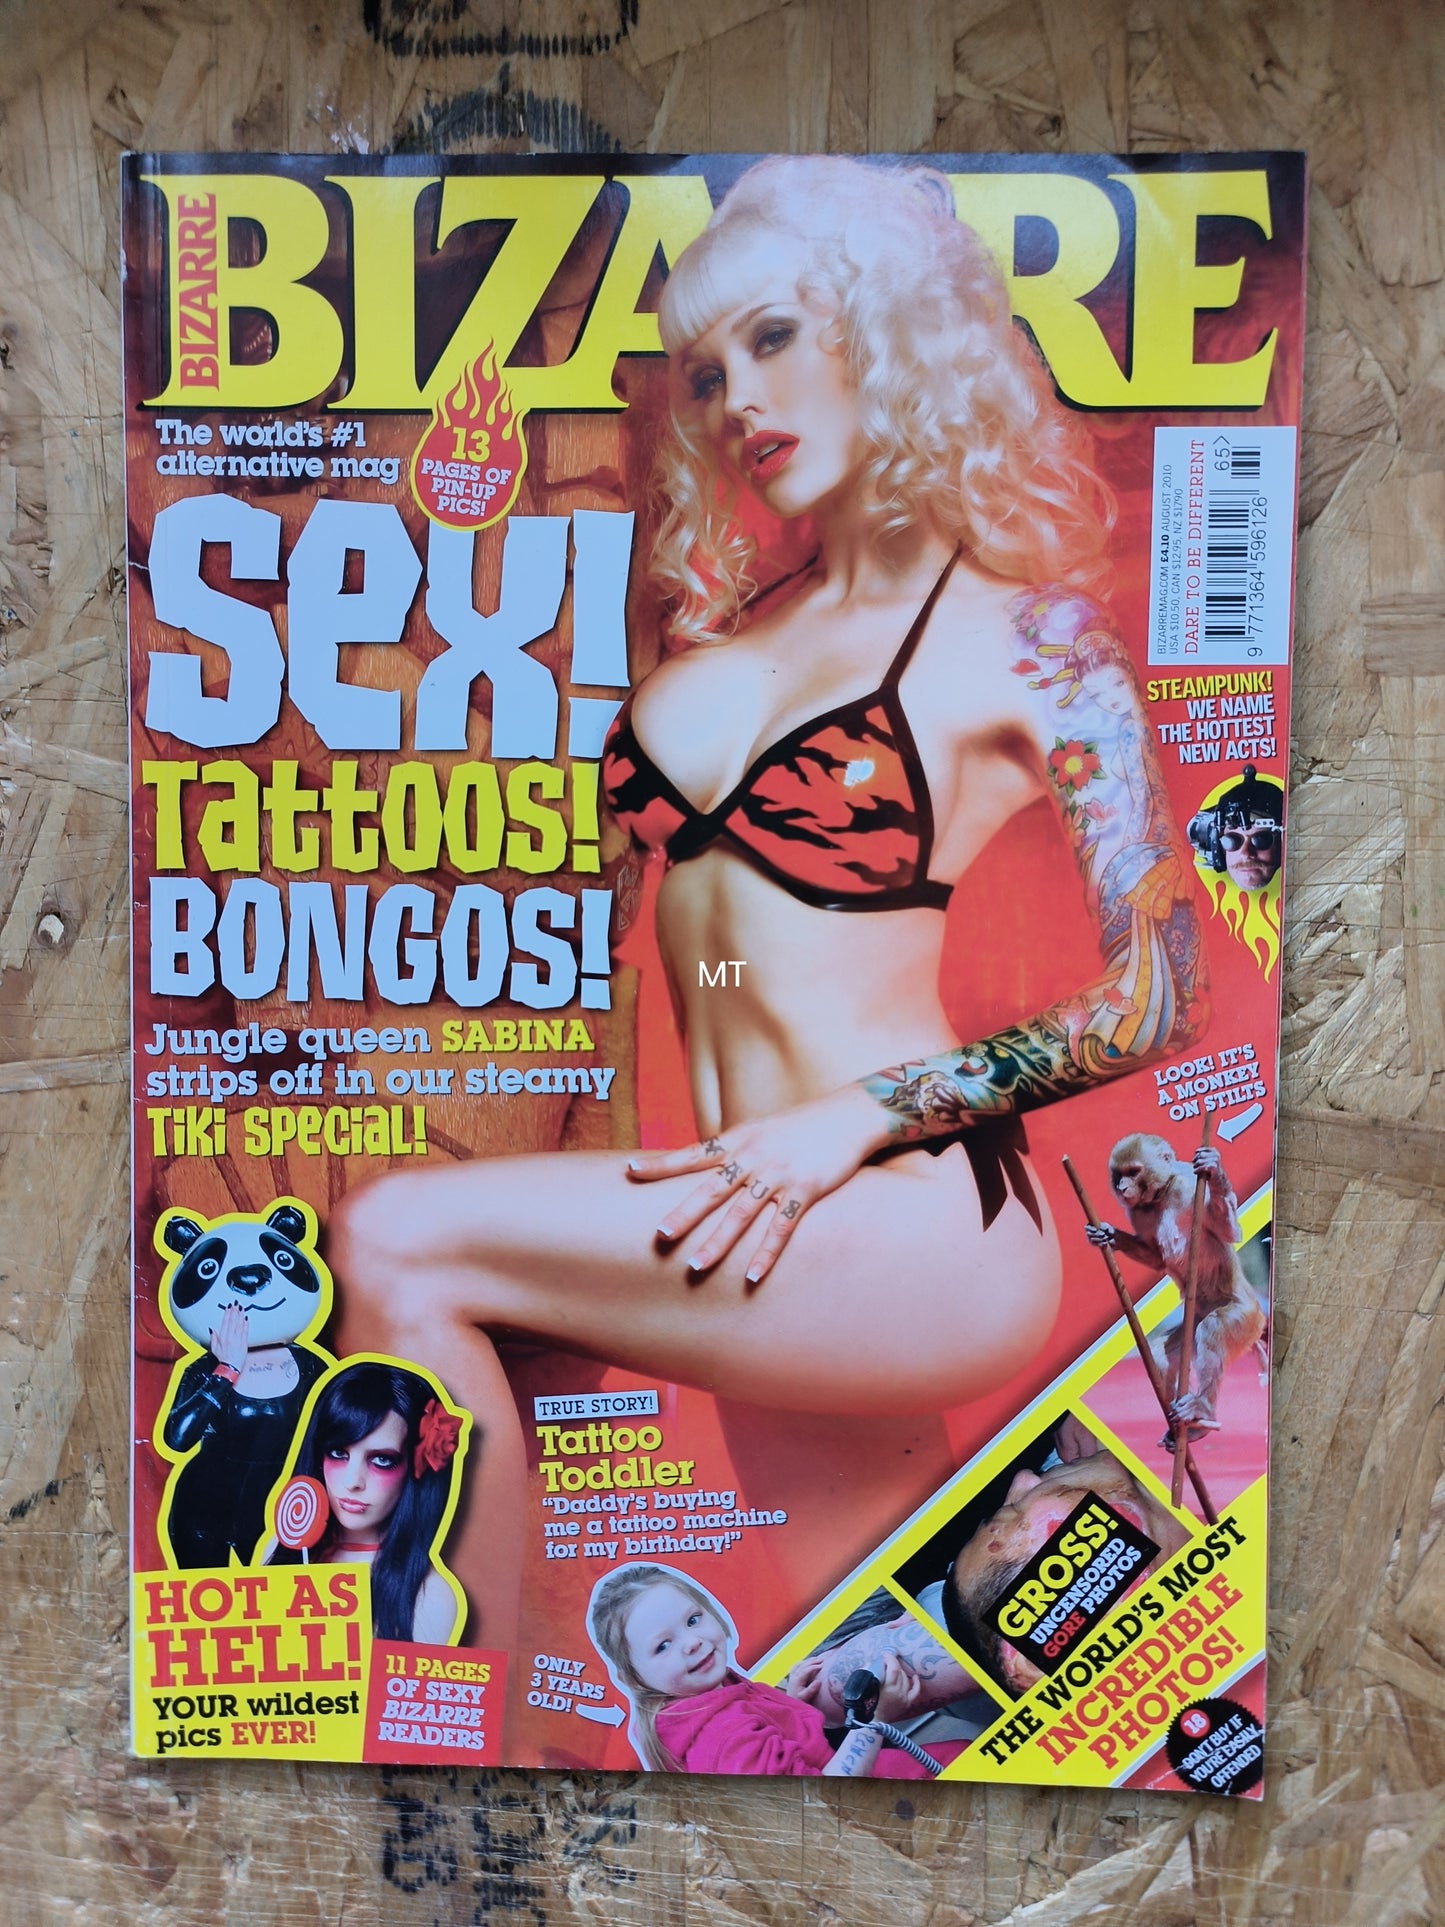 BIZARRE
BIZARRE
The world's #1
alternative mag
13
PAGES OF
PIN-UP
PICS!
Sex!
Tattoos!
BONGOS!
Jungle queen SABINA
strips off in our steamy
Tiki Special!
BIZARREMAG.COM £4.10 AUGUST 2010
USA $10.50, CAN $12.95, NZ $17.90
DARE TO BE DIFFERENT
9 771364 596126
65>
STEAMPUNK!
WE NAME
THE HOTTEST
NEW ACTS!
MT
LOOK! IT'S
A MONKEY
ON STILTS
TRUE STORY!
Tattoo
Toddler
"Daddy's buying
me a tattoo machine
for my birthday!"
ONLY
3 YEARS
OLD!
HOT AS
HELL!
YOUR wildest
pics EVER!
11 PAGES
OF SEXY
BIZARRE
READERS
GROSS!
UNCENSORED
GORE PHOTOS
THE WORLD'S MOST
INCREDIBLE
PHOTOS!
18
DON'T BUY IF
YOU'RE EASILY
OFFENDED